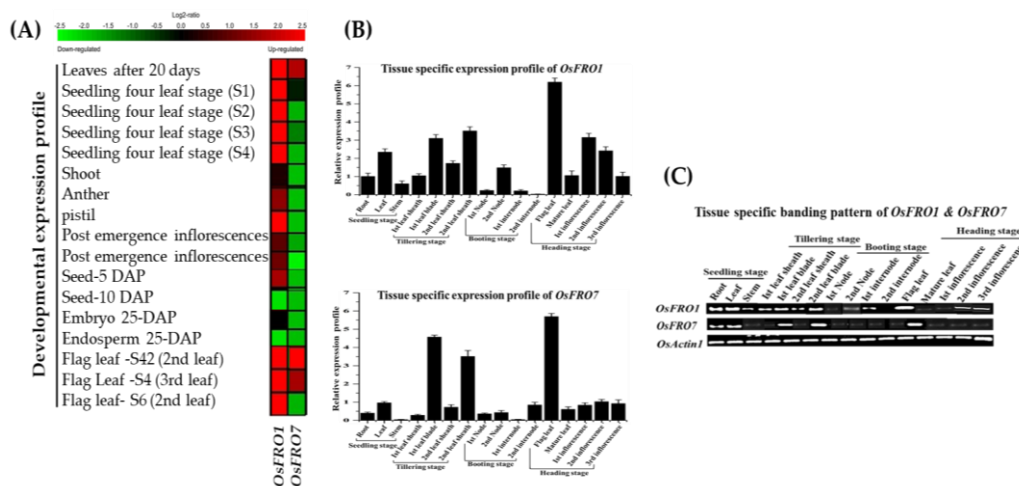 (A)
Log2-ratio
-2.5 -2.0 1.0 0.0 1.0 2.0 2.5
Down-regulated Up-regulated
Developmental expression profile
Leaves after 20 days
Seedling four leaf stage (S1)
Seedling four leaf stage (S2)
Seedling four leaf stage (S3)
Seedling four leaf stage (S4)
Shoot
Anther
pistil
Post emergence inflorescences
Post emergence inflorescences
Seed-5 DAP
Seed-10 DAP
Embryo 25-DAP
Endosperm 25-DAP
Flag leaf -S42 (2nd leaf)
Flag Leaf -S4 (3rd leaf)
Flag leaf- S6 (2nd leaf)
OsFRO1
OsFRO7
(B)
Tissue specific expression profile of OsFRO1
Relative expression profile
7
6
5
4
3
2
1
0
Root
Leaf
Stem
1st leaf sheath
1st leaf blade
2nd leaf sheath
2nd leaf sheath
1st Node
2nd Node
1st internode
2nd internode
Flag leaf
Mature leaf
1st inflorescence
2nd inflorescence
3rd inflorescence
Seedling stage
Tillering stage
Booting stage
Heading stage
Tissue specific expression profile of OsFRO7
Relative expression profile
7
6
5
4
3
2
1
0
Root
Leaf
Stem
1st leaf sheath
1st leaf blade
2nd leaf sheath
2nd leaf sheath
1st Node
2nd Node
1st internode
2nd internode
Flag leaf
Mature leaf
1st inflorescence
2nd inflorescence
3rd inflorescence
Seedling stage
Tillering stage
Booting stage
Heading stage
(C)
Tissue specific banding pattern of OsFRO1 & OsFRO7
Seedling stage
Tillering stage
Booting stage
Heading stage
Root
Leaf
Stem
1st leaf sheath
1st leaf blade
2nd leaf sheath
2nd leaf blade
1st Node
2nd Node
1st internode
2nd internode
Flag leaf
Mature leaf
1st inflorescence
2nd inflorescence
3rd inflorescence
OsFRO1
OsFRO7
OsActin1